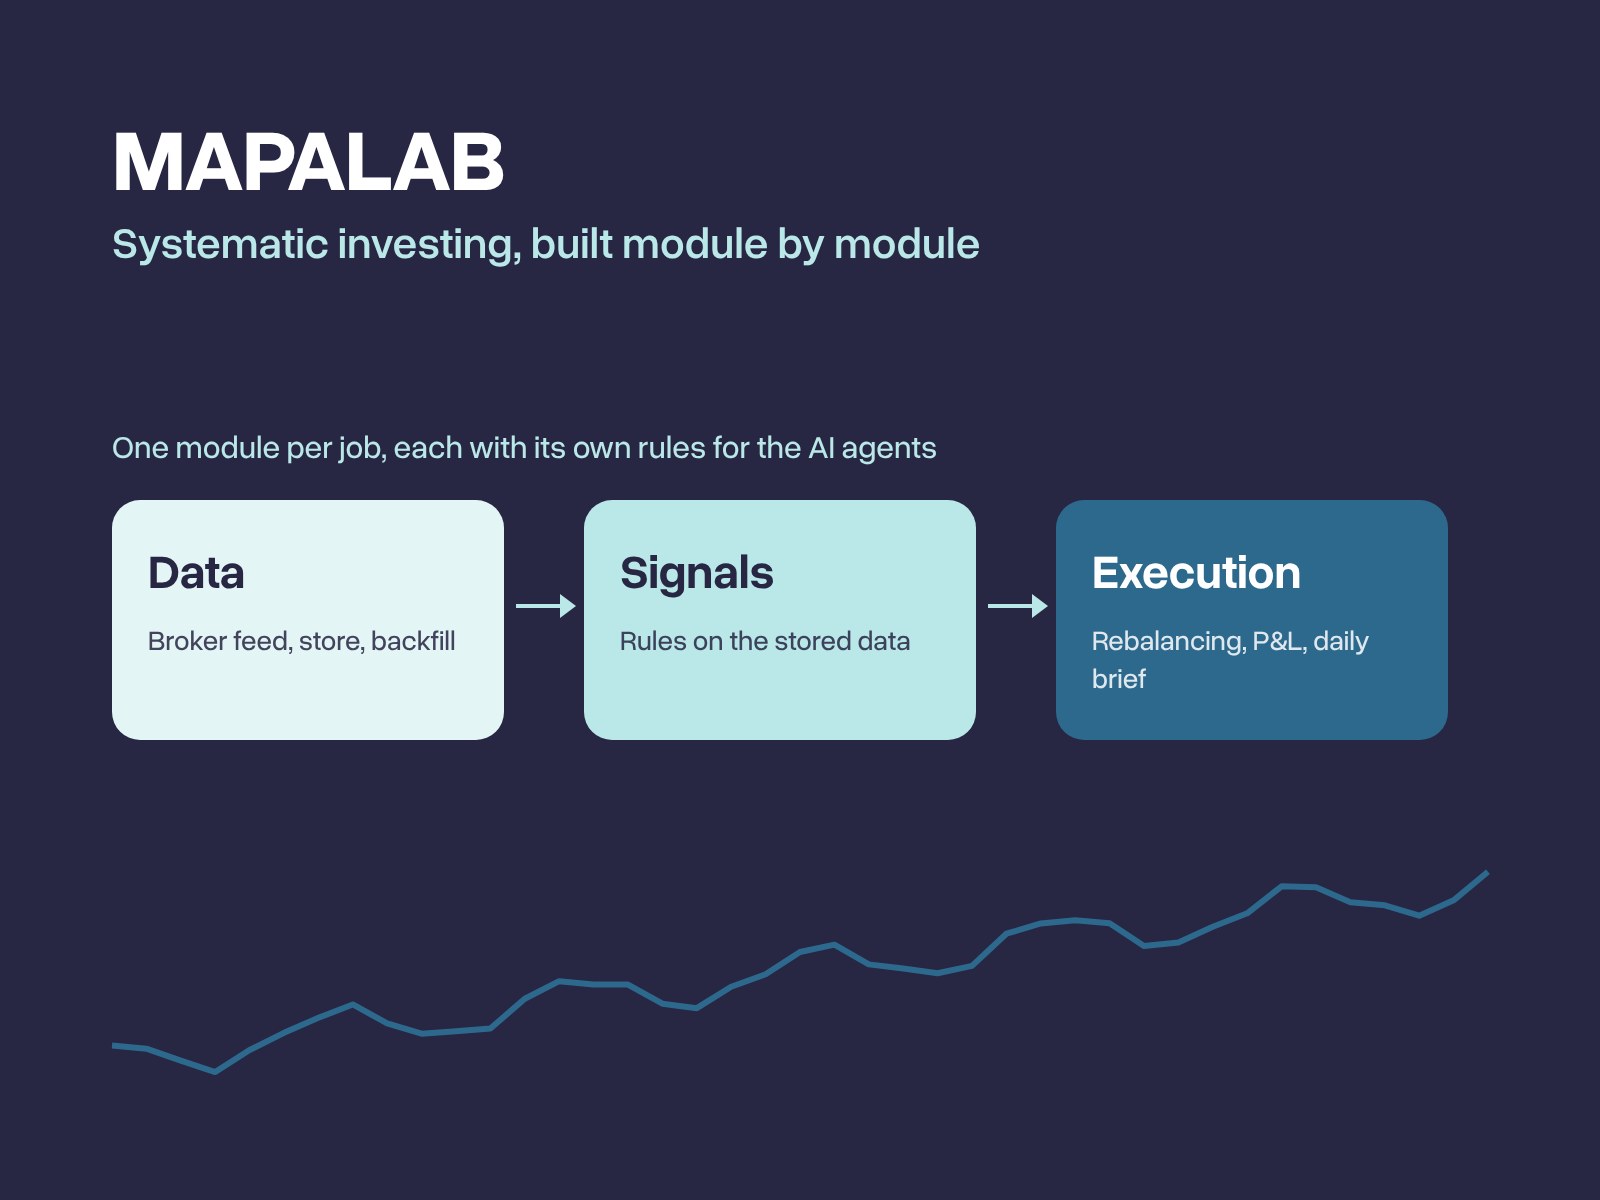 MAPALAB
Systematic investing, built module by module
One module per job, each with its own rules for the AI agents
Data
Broker feed, store, backfill
Signals
Rules on the stored data
Execution
Rebalancing, P&L, daily
brief